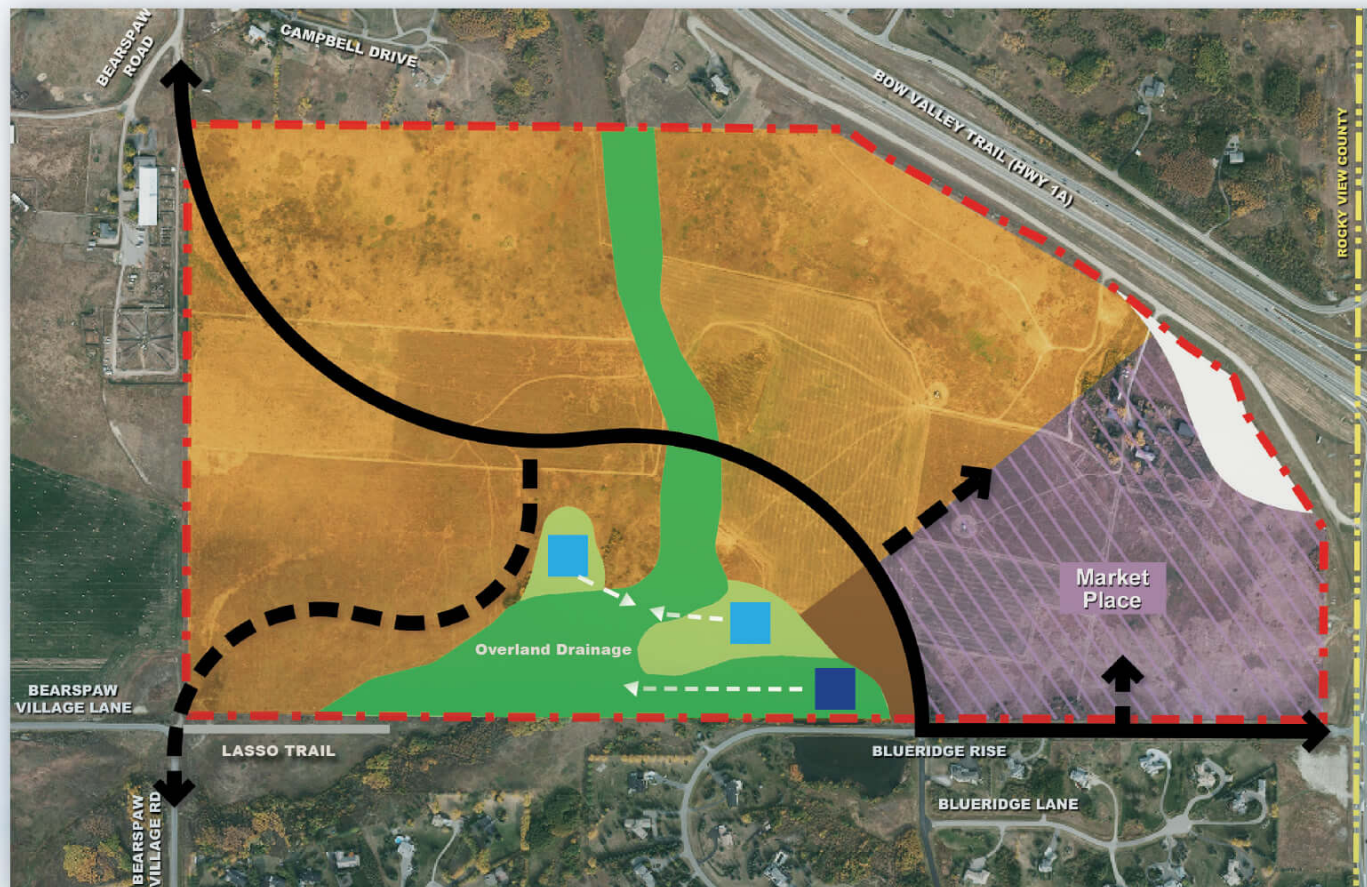 BEARSPAW
ROAD
CAMPBELL DRIVE
BOW VALLEY TRAIL (HWY 1A)
ROCKY VIEW COUNTY
Market
Place
Overland Drainage
BEARSPAW
VILLAGE LANE
LASSO TRAIL
BLUERIDGE RISE
BLUERIDGE LANE
BEARSPAW
VILLAGE RD